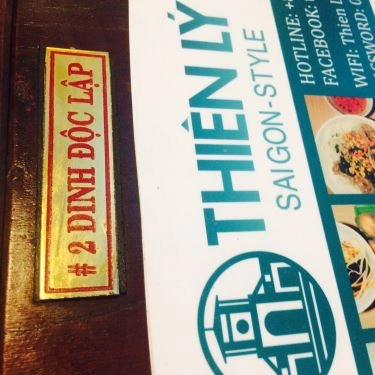 # 2 DINH ĐỘC LẬP
THIÊN LÝ
SAIGON-STYLE
HOTLINE:
FACEBOOK:
WIFI: Thien